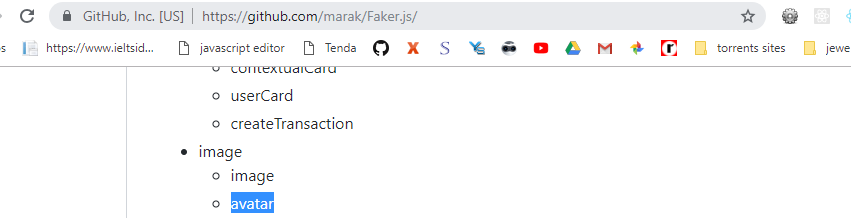 GitHub, Inc. [US] | https://github.com/marak/Faker.js/
https://www.ieltsid... javascript editor Tenda torrents sites jewe
contextualCard
userCard
createTransaction
image
image
avatar